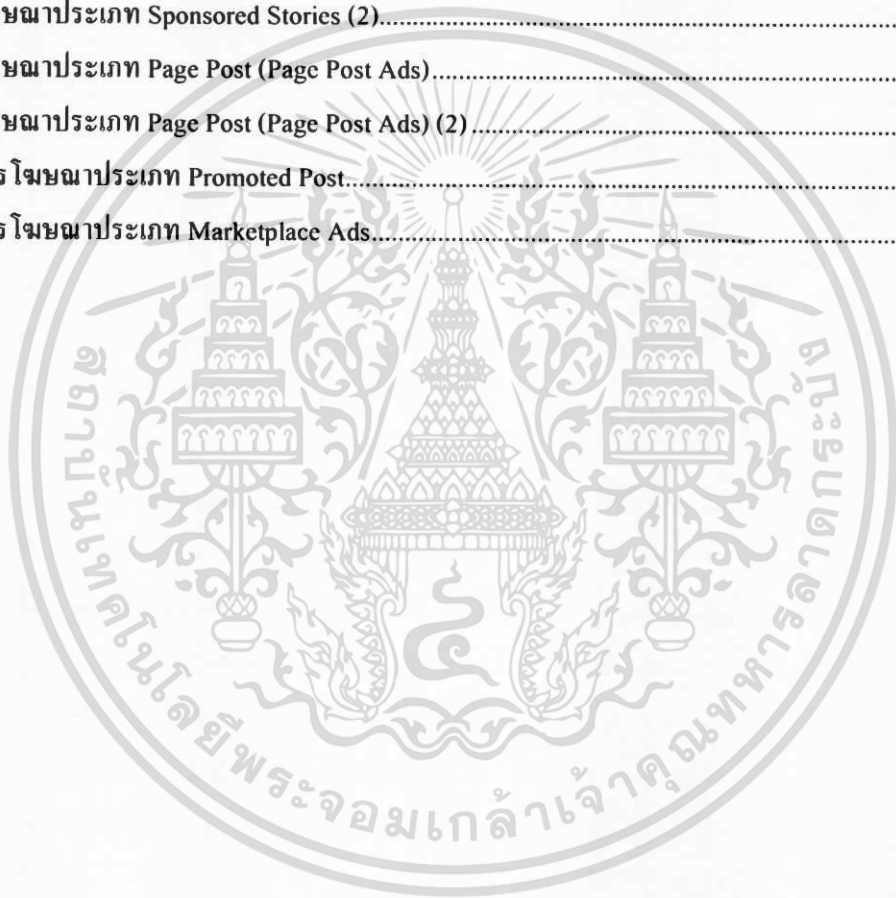 ษณาประเภท Sponsored Stories (2)
ษณาประเภท Page Post (Page Post Ads)
ษณาประเภท Page Post (Page Post Ads) (2)
รโฆษณาประเภท Promoted Post
รโฆษณาประเภท Marketplace Ads
สถาบันเทคโนโลยีพระจอมเกล้าเจ้าคุณทหารลาดกระบัง
๔